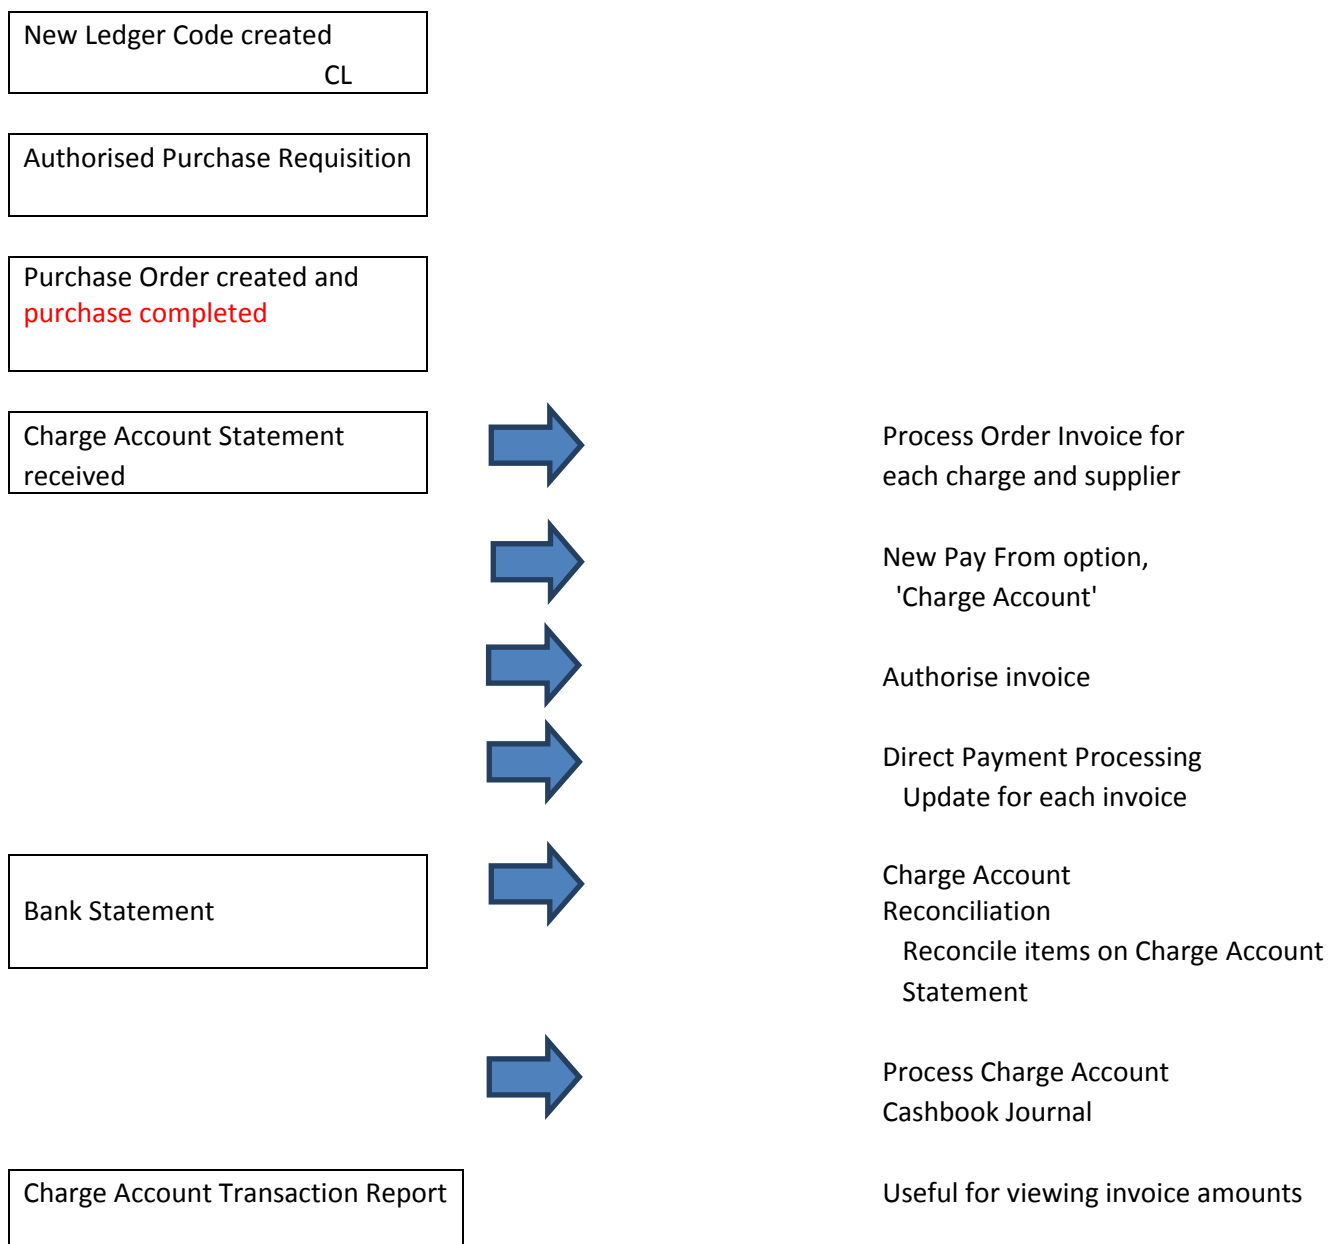 New Ledger Code created
CL
Authorised Purchase Requisition
Purchase Order created and
purchase completed
Charge Account Statement
received
Process Order Invoice for
each charge and supplier
New Pay From option,
'Charge Account'
Authorise invoice
Direct Payment Processing
Update for each invoice
Bank Statement
Charge Account
Reconciliation
Reconcile items on Charge Account
Statement
Process Charge Account
Cashbook Journal
Charge Account Transaction Report
Useful for viewing invoice amounts